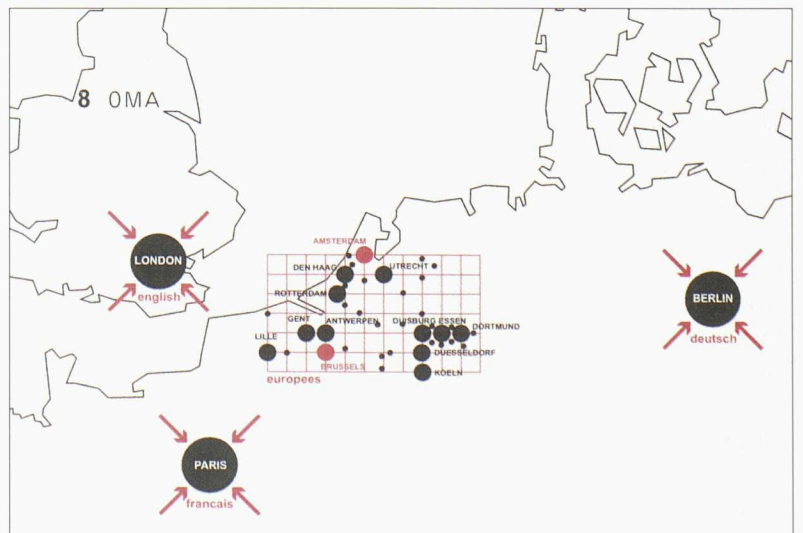 8 OMA
AMSTERDAM
LONDON
DEN HAAG
UTRECHT
english
ROTTERDAM
BERLIN
GENT
ANTWERPEN
DUISBURG
ESSEN
DORTMUND
LILLE
deutsch
DUESSELDORF
BRUSSELS
KOELN
europees
PARIS
francais